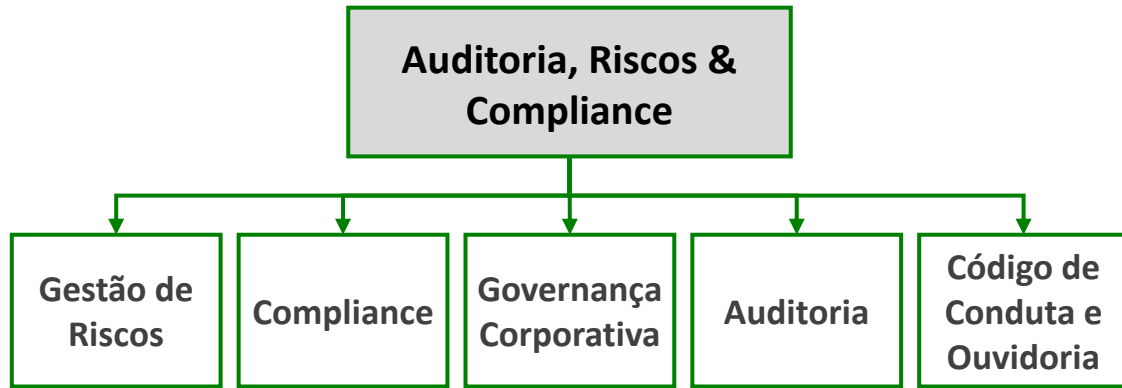 Auditoria, Riscos &
Compliance
Gestão de
Riscos
Compliance
Governança
Corporativa
Auditoria
Código de
Conduta e
Ouvidoria